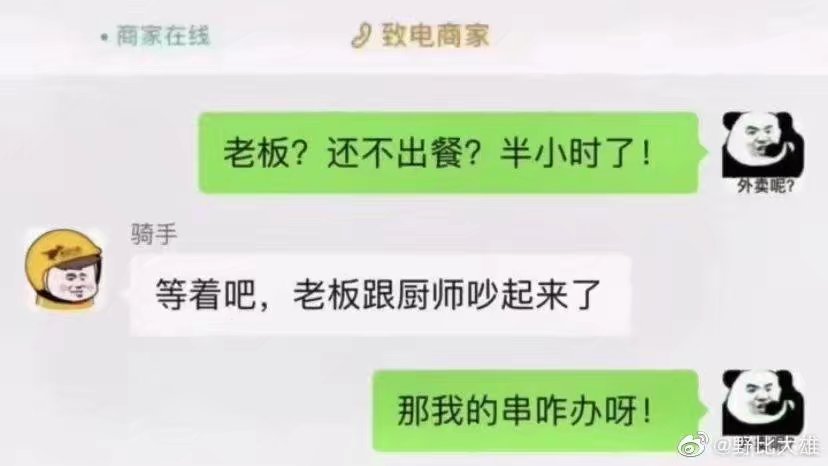 商家在线
致电商家
老板？还不出餐？半小时了！
外卖呢？
骑手
等着吧，老板跟厨师吵起来了
那我的串咋办呀！
@野比大雄